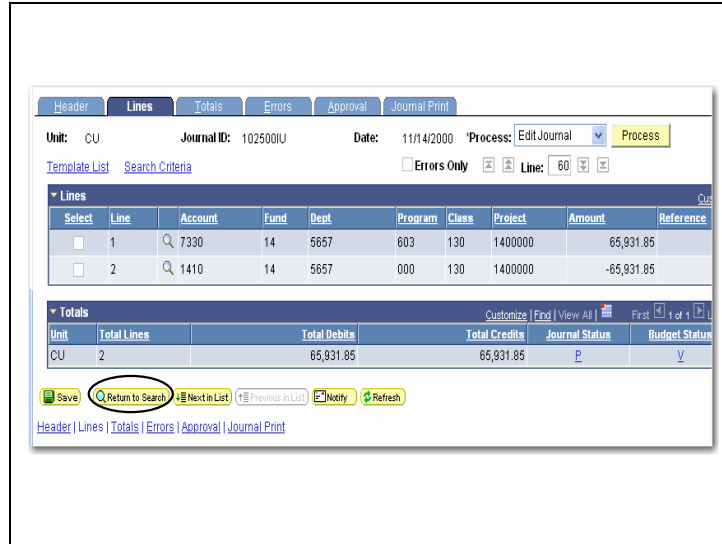 Header Lines Totals Errors Approval Journal Print
Unit: CU Journal ID: 102500IU Date: 11/14/2000 *Process: Edit Journal Process
Template List Search Criteria Errors Only Line: 60
Lines
Select Line Account Fund Dept Program Class Project Amount Reference
1 7330 14 5657 603 130 1400000 65,931.85
2 1410 14 5657 000 130 1400000 -65,931.85
Totals Customize | Find | View All | First 1 of 1
Unit Total Lines Total Debits Total Credits Journal Status Budget Status
CU 2 65,931.85 65,931.85 P V
Save Return to Search Next in List Previous in List Notify Refresh
Header | Lines | Totals | Errors | Approval | Journal Print